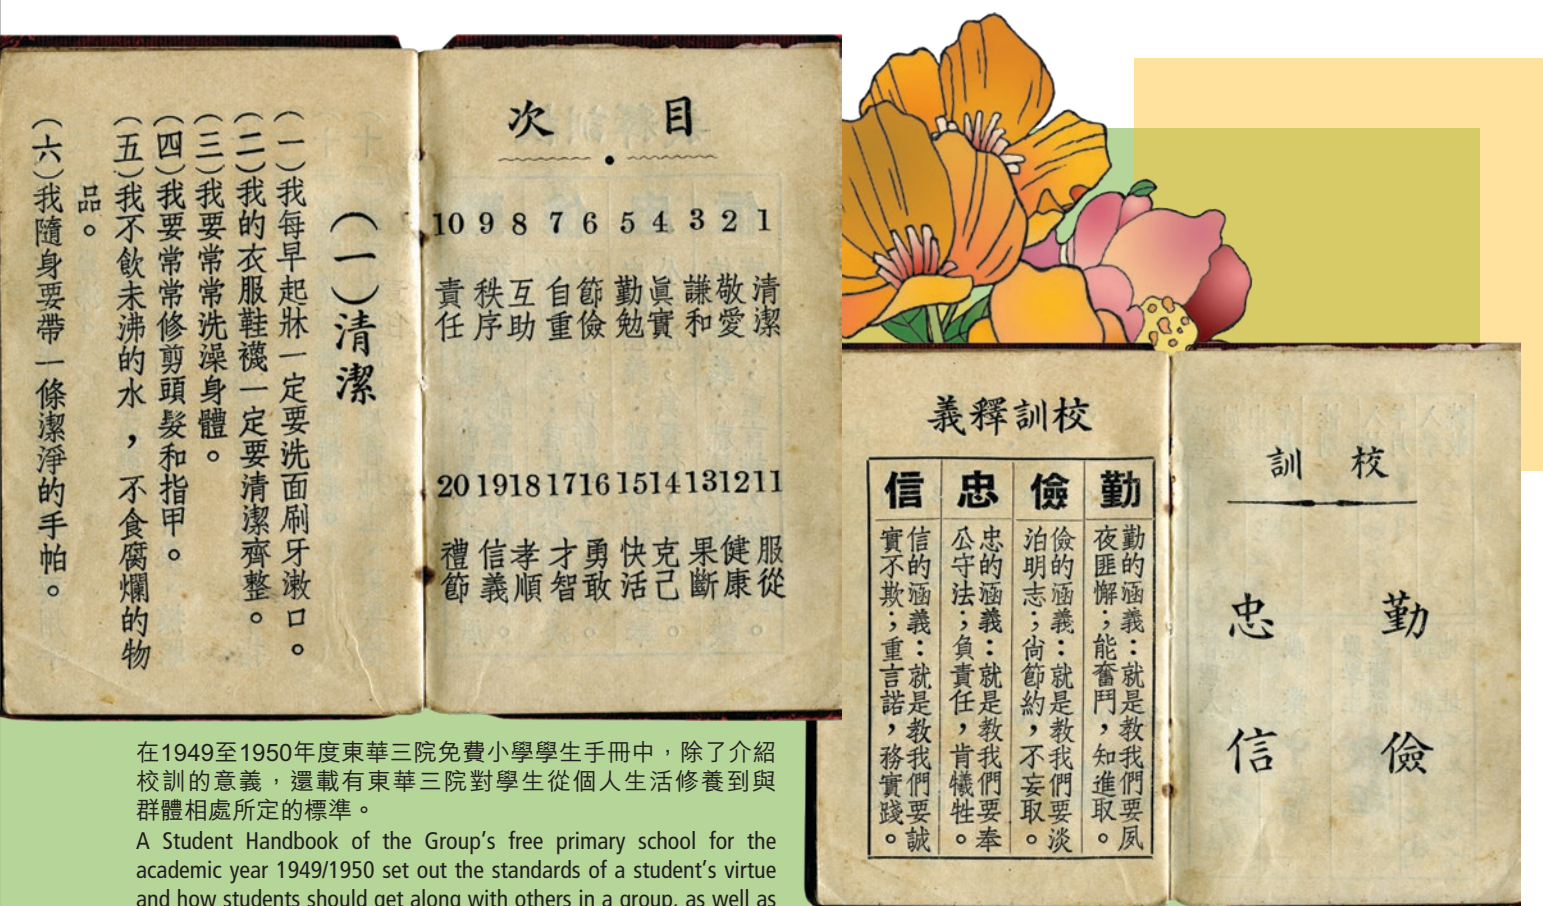 目次
1 清潔
2 敬愛
3 謙和
4 眞實
5 勤勉
6 節儉
7 自重
8 互助
9 秩序
10 責任
11 服從
12 健康
13 果斷
14 克己
15 快活
16 勇敢
17 才智
18 孝順
19 信義
20 禮節
(一)清潔
(一)我每早起牀一定要洗面刷牙漱口。
(二)我的衣服鞋襪一定要清潔齊整。
(三)我要常常洗澡身體。
(四)我要常常修剪頭髮和指甲。
(五)我不飲未沸的水,不食腐爛的物
品。
(六)我隨身要帶一條潔淨的手帕。
校訓
勤儉
忠信
校訓釋義
勤
勤的涵義:就是教我們要夙
夜匪懈;能奮鬥,知進取。
儉
儉的涵義:就是教我們要淡
泊明志;尚節約,不妄取。
忠
忠的涵義:就是教我們要奉
公守法;負責任,肯犧牲。
信
信的涵義:就是教我們要誠
實不欺;重言諾,務實踐。
在1949至1950年度東華三院免費小學學生手冊中,除了介紹
校訓的意義,還載有東華三院對學生從個人生活修養到與
群體相處所定的標準。
A Student Handbook of the Group's free primary school for the
academic year 1949/1950 set out the standards of a student's virtue
and how students should get along with others in a group, as well as